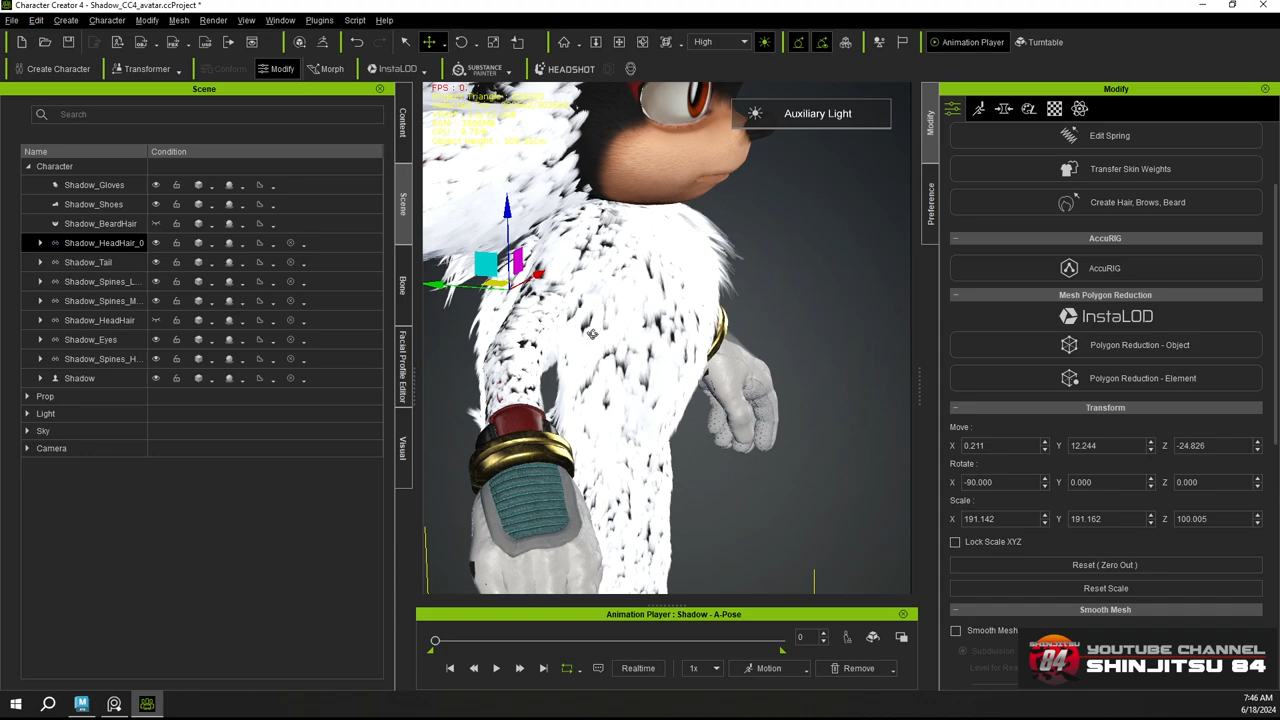 Character Creator 4 - Shadow_CC4_avatar.ccProject *
File Edit Create Character Modify Mesh Render View Window Plugins Script Help
High
Animation Player
Turntable
Create Character
Transformer
Conform
Modify
Morph
InstaLOD
SUBSTANCE PAINTER
HEADSHOT
Scene
Search
Name Condition
Character
Shadow_Gloves
Shadow_Shoes
Shadow_BeardHair
Shadow_HeadHair_0
Shadow_Tail
Shadow_Spines_L...
Shadow_Spines_M...
Shadow_HeadHair
Shadow_Eyes
Shadow_Spines_H...
Shadow
Prop
Light
Sky
Camera
Content
Scene
Bone
Facial Profile Editor
Visual
FPS : 0.
Auxiliary Light
Modify
Preference
Modify
Edit Spring
Transfer Skin Weights
Create Hair, Brows, Beard
AccuRIG
AccuRIG
Mesh Polygon Reduction
InstaLOD
Polygon Reduction - Object
Polygon Reduction - Element
Transform
Move :
X 0.211 Y 12.244 Z -24.826
Rotate :
X -90.000 Y 0.000 Z 0.000
Scale :
X 191.142 Y 191.162 Z 100.005
Lock Scale XYZ
Reset ( Zero Out )
Reset Scale
Smooth Mesh
Smooth Mesh
Animation Player : Shadow - A-Pose
0
Realtime
1x
Motion
Remove
SHINJITSU
84
YOUTUBE CHANNEL
SHINJITSU 84
7:46 AM
6/18/2024